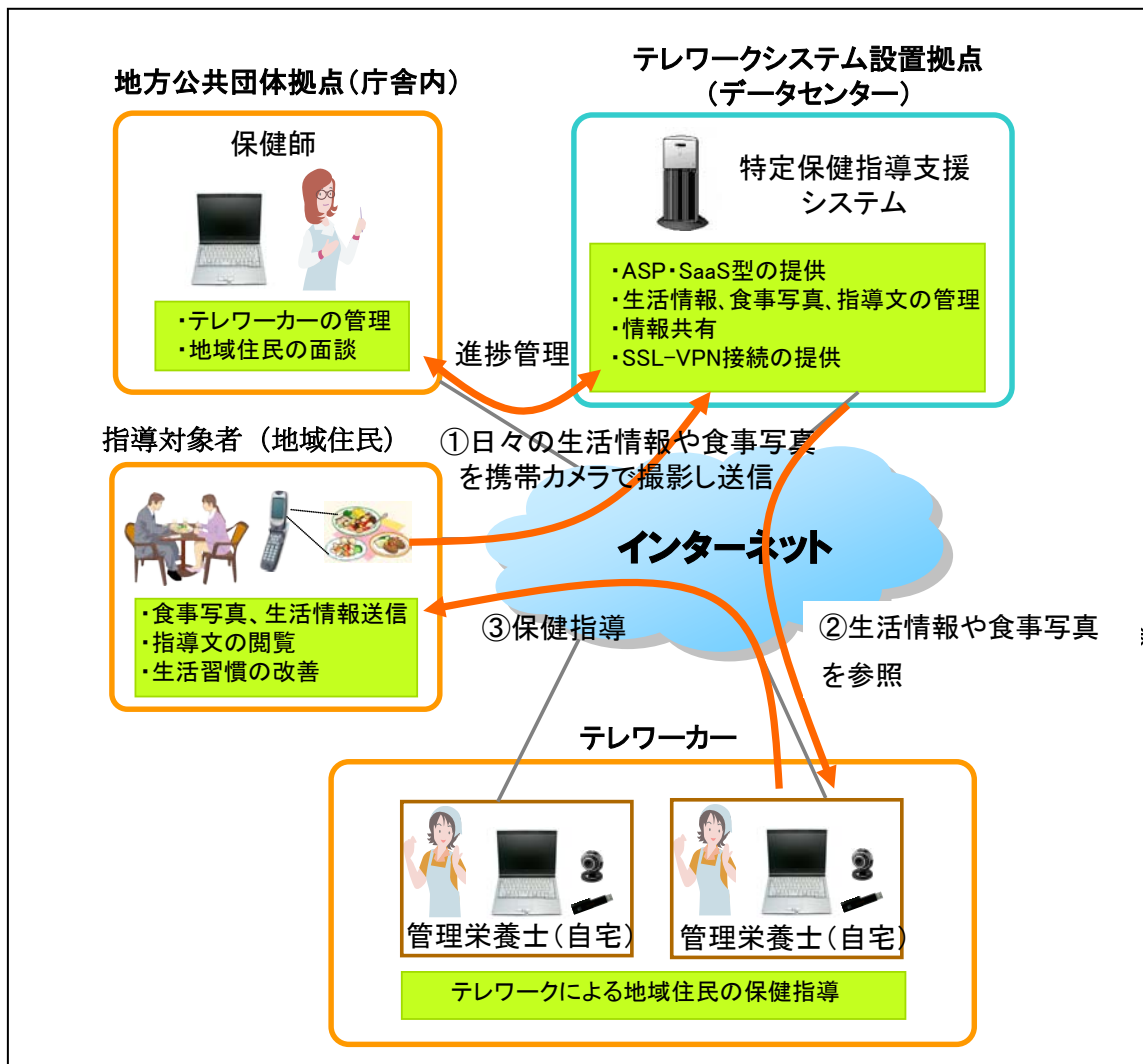 地方公共団体拠点（庁舎内）
保健師
・テレワーカーの管理
・地域住民の面談
テレワークシステム設置拠点
（データセンター）
特定保健指導支援
システム
・ASP・SaaS型の提供
・生活情報、食事写真、指導文の管理
・情報共有
・SSL-VPN接続の提供
進捗管理
指導対象者（地域住民）
・食事写真、生活情報送信
・指導文の閲覧
・生活習慣の改善
①日々の生活情報や食事写真
を携帯カメラで撮影し送信
インターネット
③保健指導
②生活情報や食事写真
を参照
テレワーカー
管理栄養士（自宅）
管理栄養士（自宅）
テレワークによる地域住民の保健指導